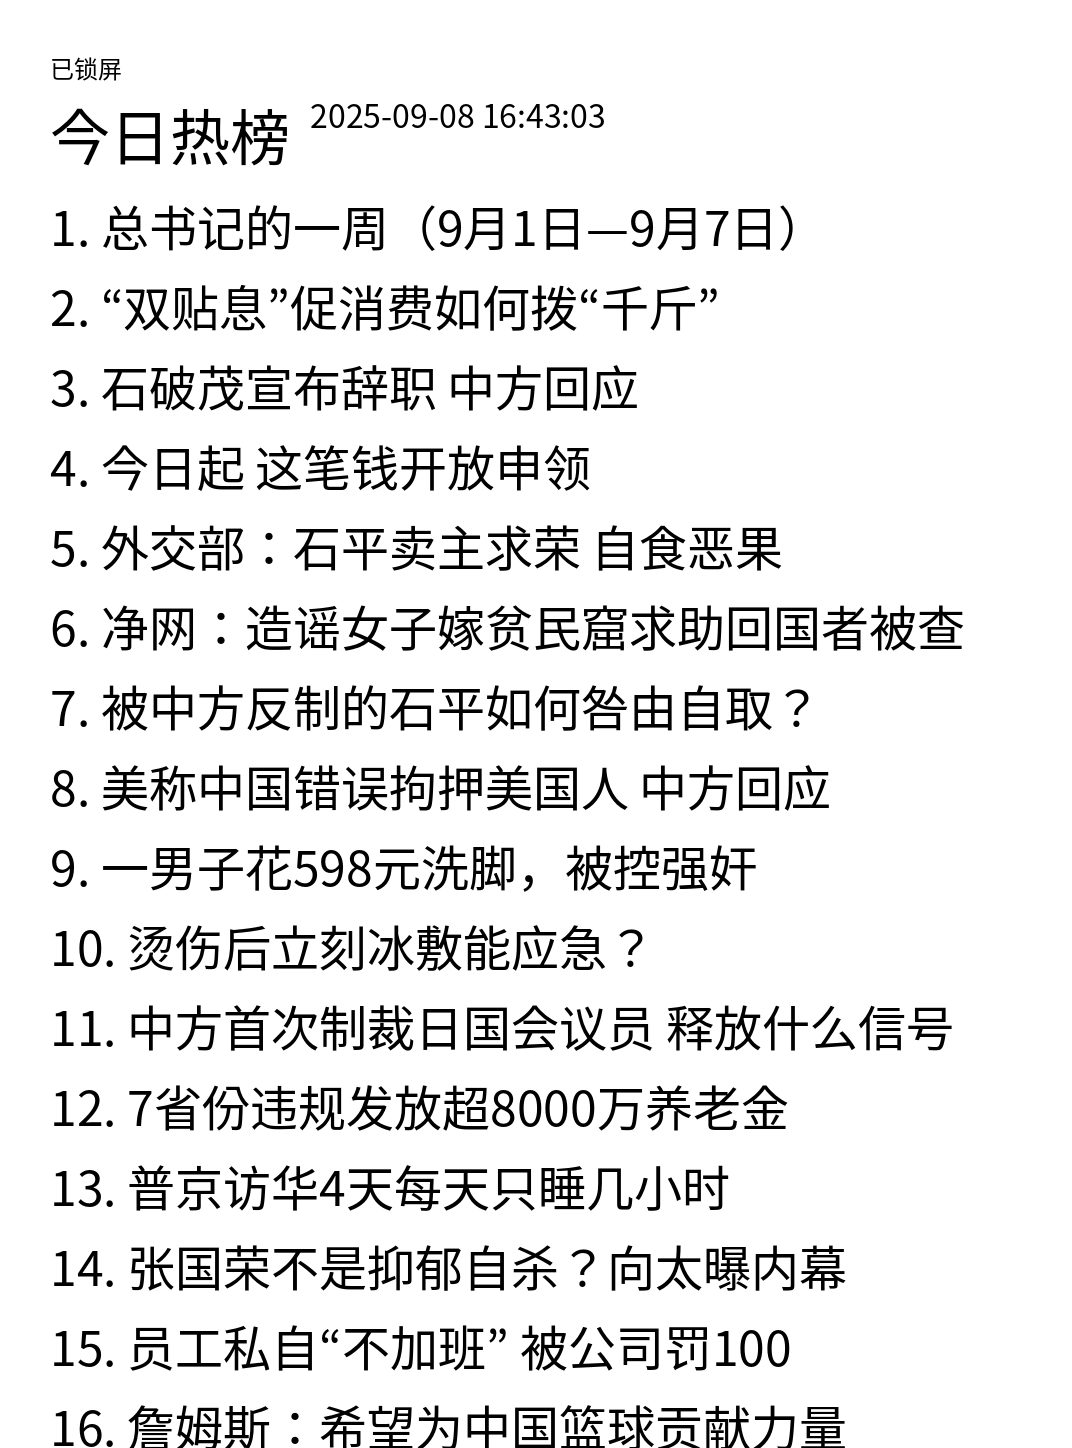 已锁屏
今日热榜 2025-09-08 16:43:03
1. 总书记的一周（9月1日—9月7日）
2. “双贴息”促消费如何拨“千斤”
3. 石破茂宣布辞职 中方回应
4. 今日起 这笔钱开放申领
5. 外交部：石平卖主求荣 自食恶果
6. 净网：造谣女子嫁贫民窟求助回国者被查
7. 被中方反制的石平如何咎由自取？
8. 美称中国错误拘押美国人 中方回应
9. 一男子花598元洗脚，被控强奸
10. 烫伤后立刻冰敷能应急？
11. 中方首次制裁日国会议员 释放什么信号
12. 7省份违规发放超8000万养老金
13. 普京访华4天每天只睡几小时
14. 张国荣不是抑郁自杀？向太曝内幕
15. 员工私自“不加班” 被公司罚100
16. 詹姆斯：希望为中国篮球贡献力量